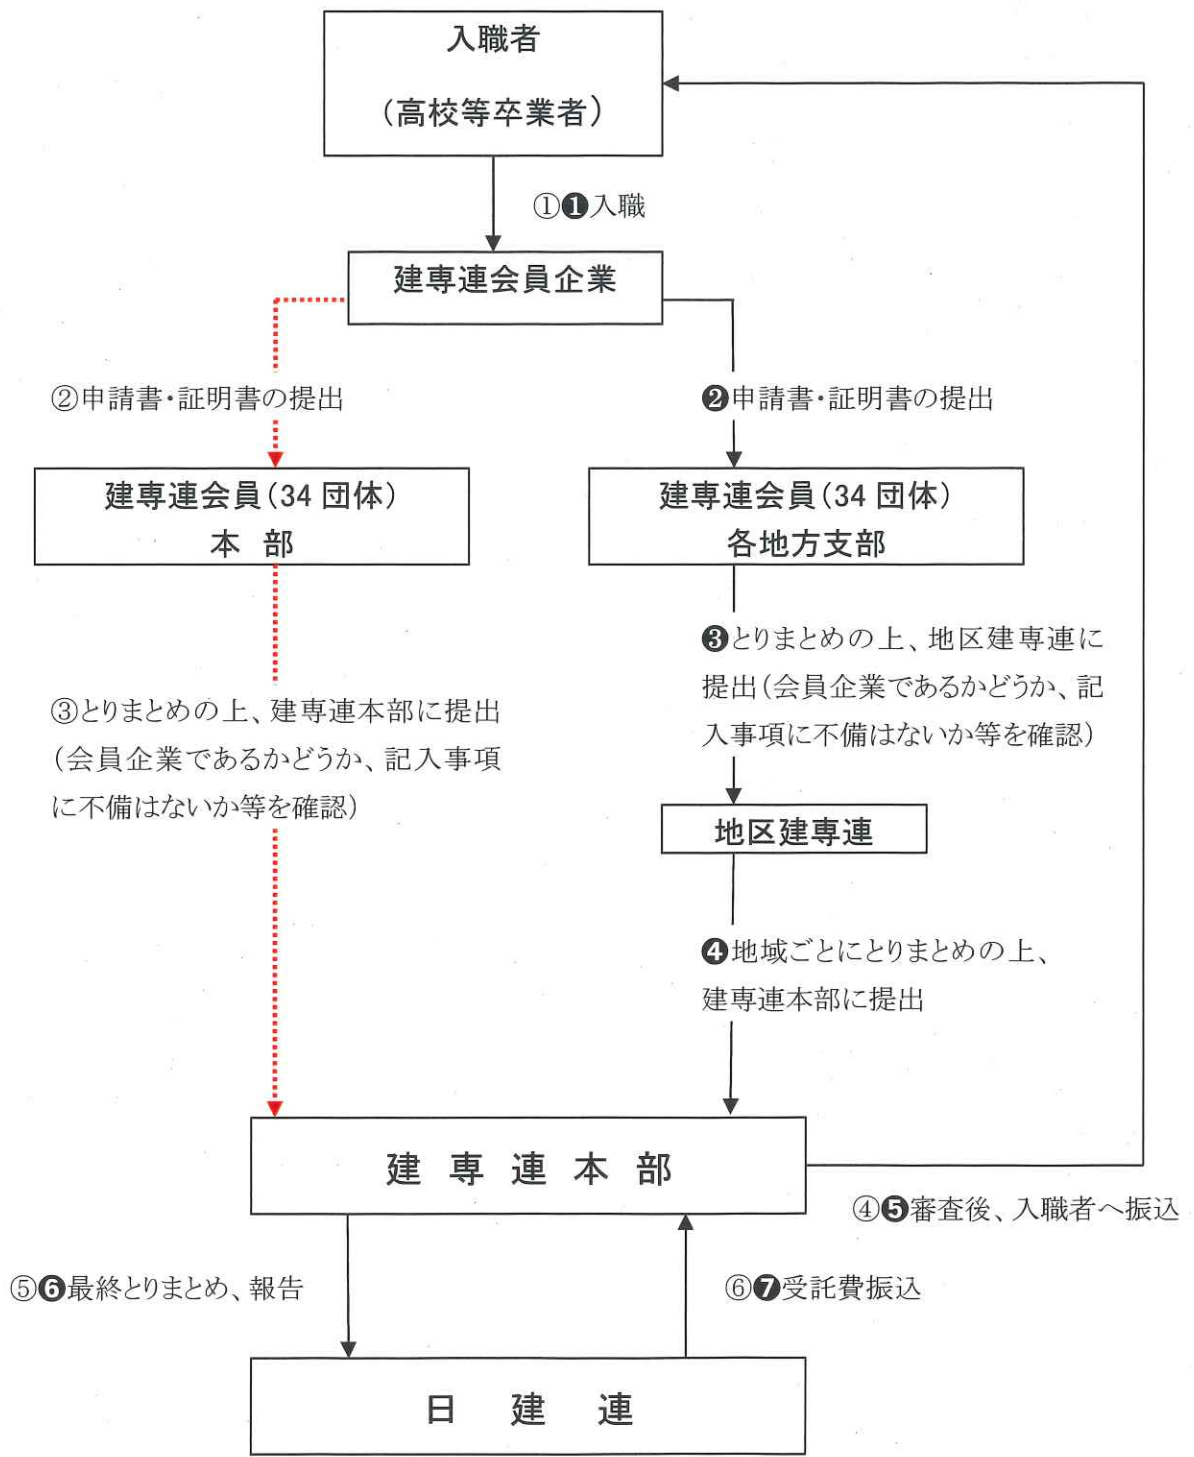 入職者
（高校等卒業者）
①❶入職
建専連会員企業
②申請書・証明書の提出
❷申請書・証明書の提出
建専連会員（34 団体）
本 部
建専連会員（34 団体）
各地方支部
③とりまとめの上、建専連本部に提出
（会員企業であるかどうか、記入事項
に不備はないか等を確認）
❸とりまとめの上、地区建専連に
提出（会員企業であるかどうか、記
入事項に不備はないか等を確認）
地区建専連
❹地域ごとにとりまとめの上、
建専連本部に提出
建 専 連 本 部
④❺審査後、入職者へ振込
⑤❻最終とりまとめ、報告
⑥❼受託費振込
日 建 連